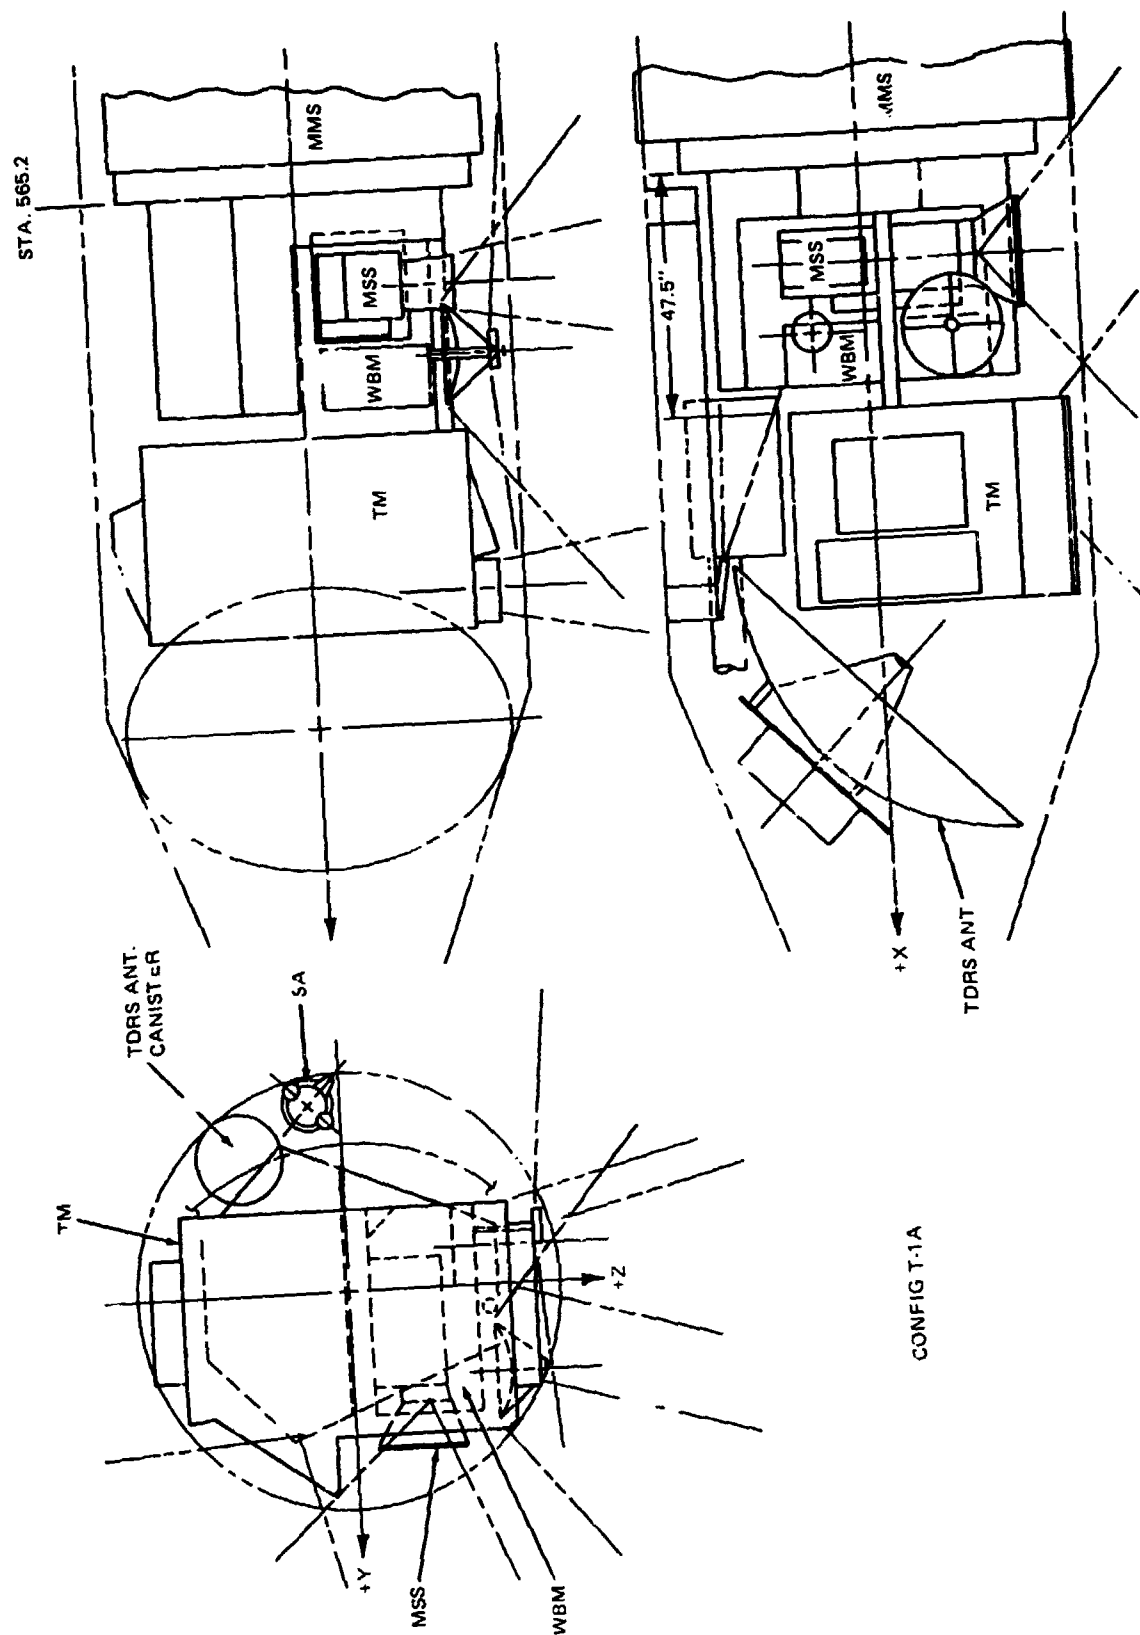 STA. 565.2
MMS
MSS
WBM
TM
MMS
47.5"
MSS
WBM
TM
+X
TDRS ANT
TDRS ANT.
CANISTER
SA
TM
+Z
+Y
MSS
WBM
CONFIG T-1A